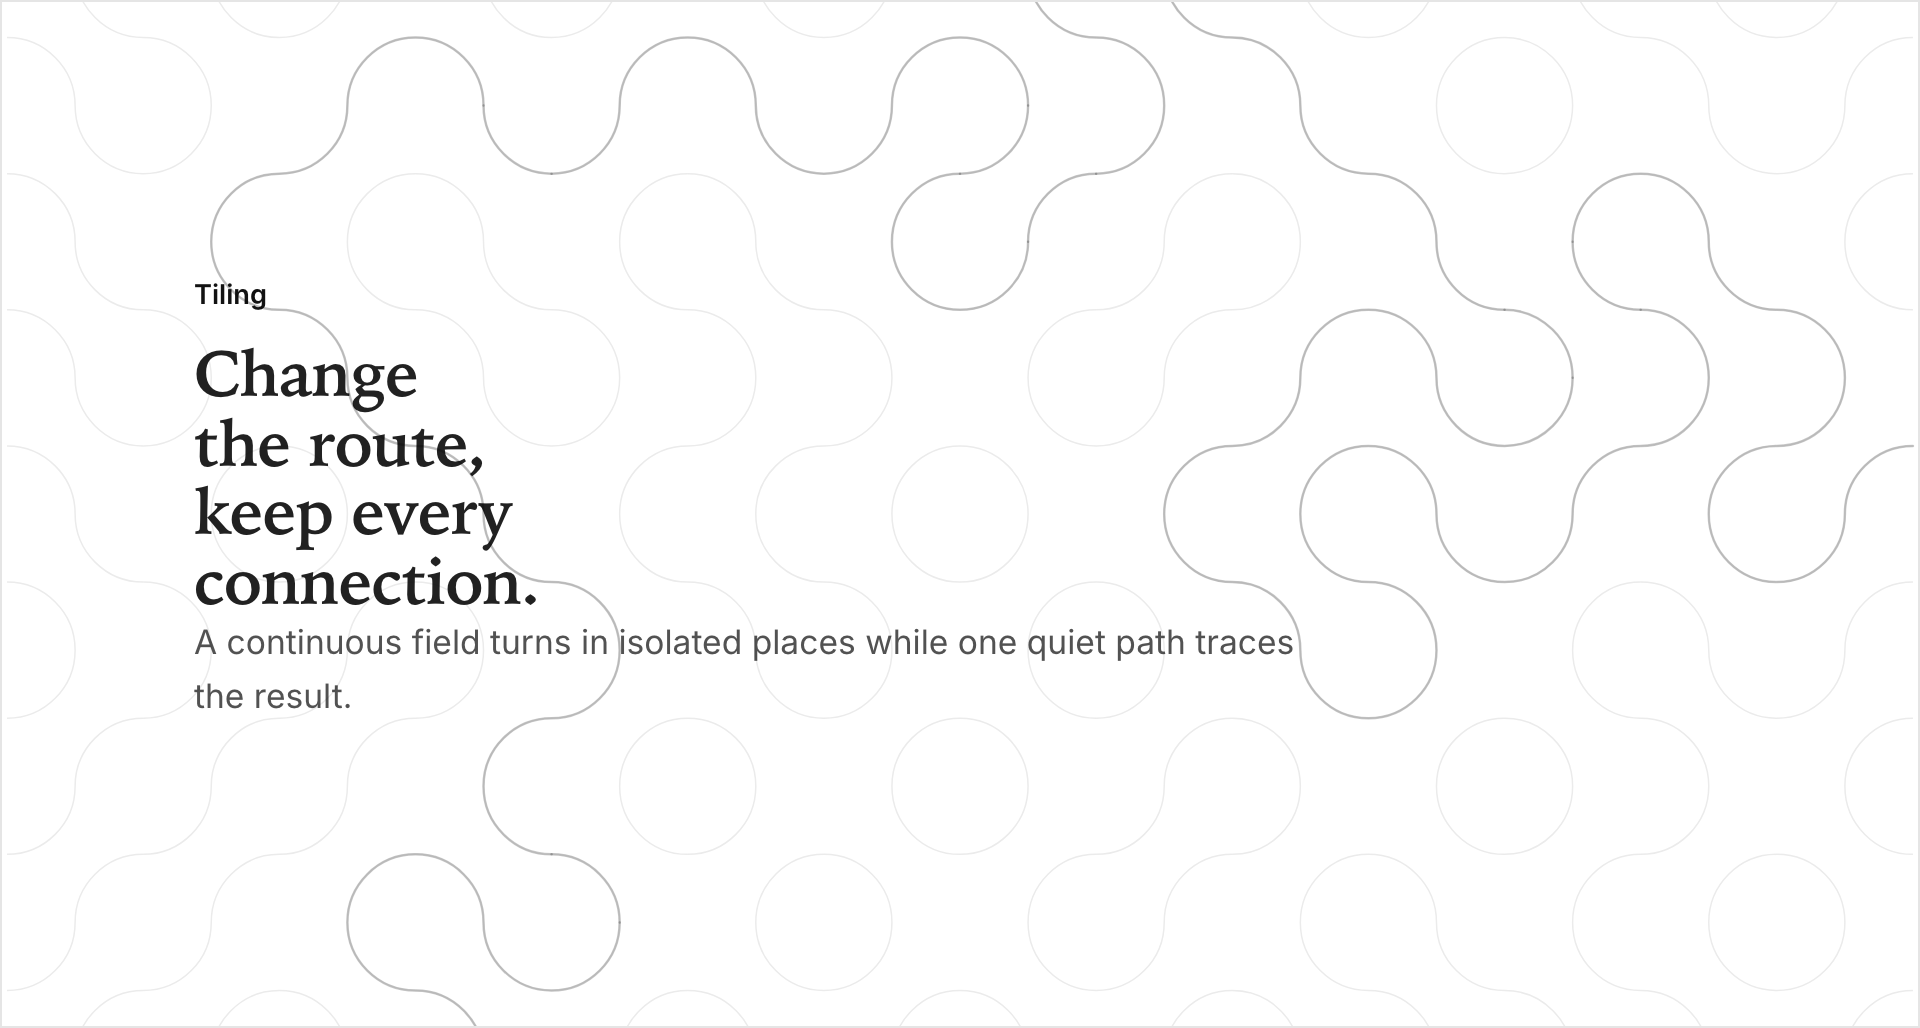 Tiling
Change
the route,
keep every
connection.
A continuous field turns in isolated places while one quiet path traces
the result.